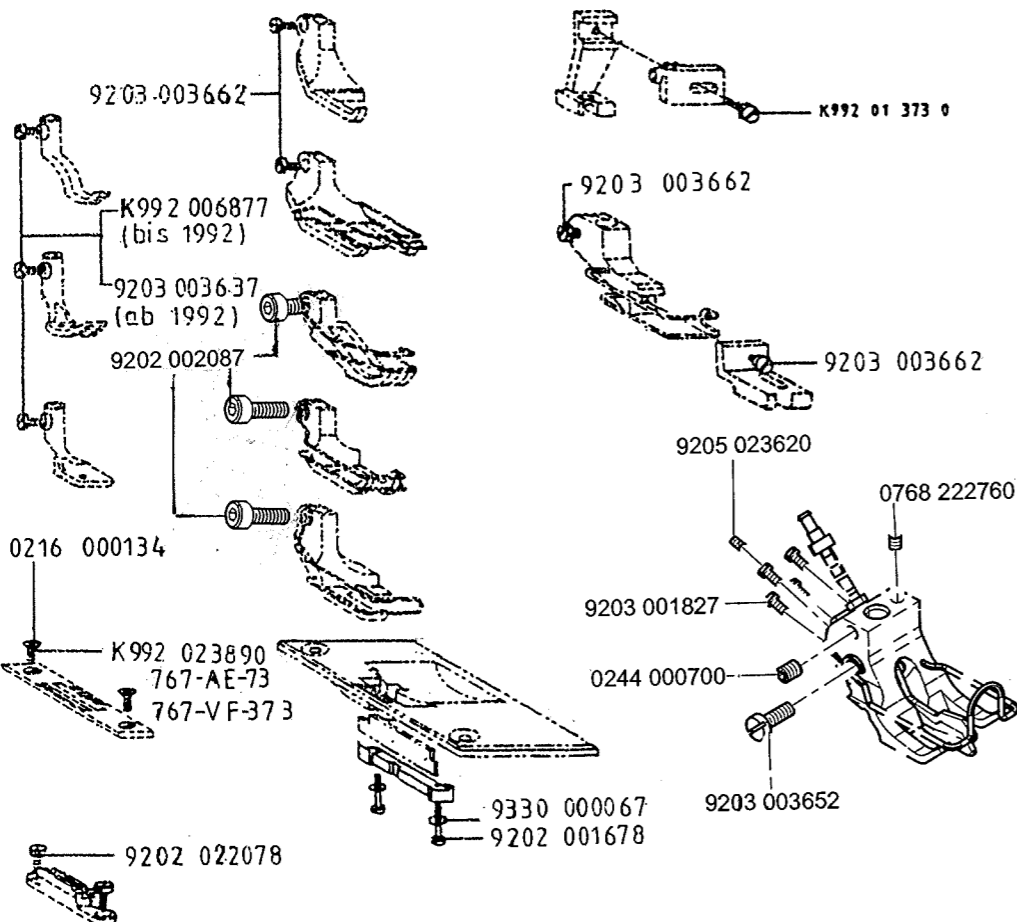 9203 003662
K992 01 373 0
9203 003662
K992 006877
(bis 1992)
9203 003637
(ab 1992)
9202 002087
9203 003662
9205 023620
0768 222760
0216 000134
9203 001827
K992 023890
767-AE-73
767-VF-373
0244 000700
9203 003652
9330 000067
9202 001678
9202 022078